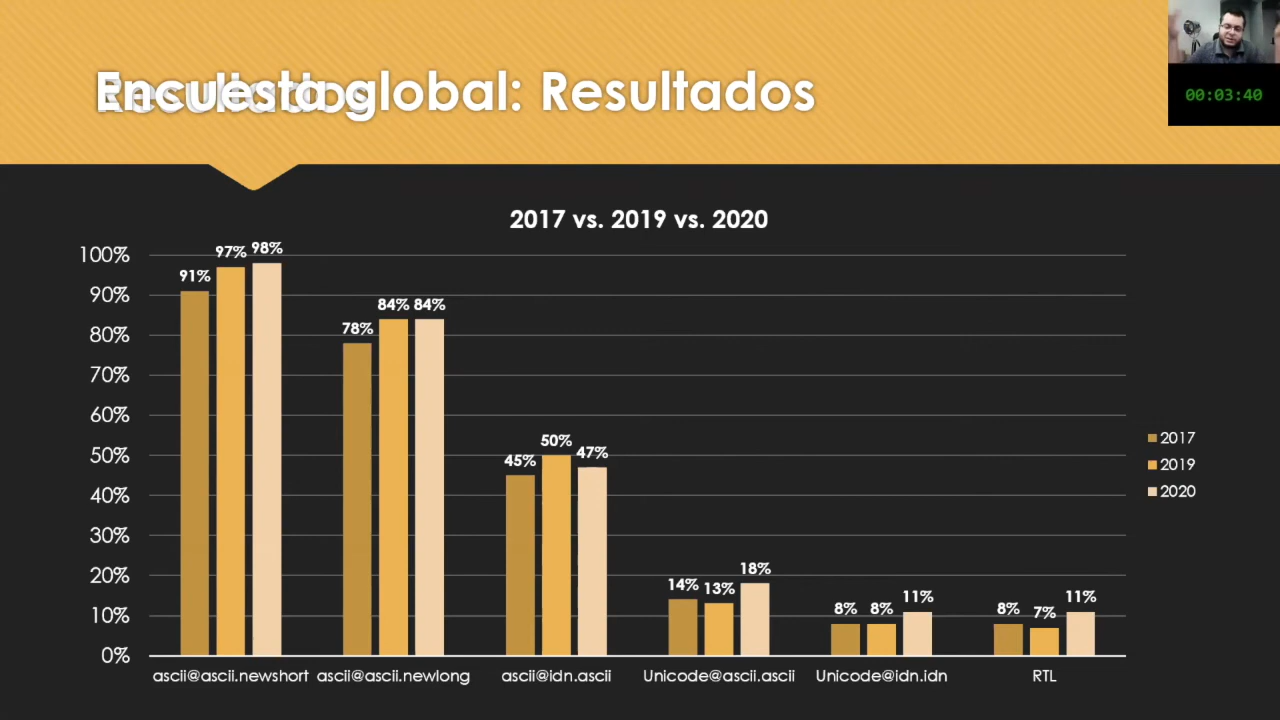 Encuesta global: Resultados
00:03:40
2017 vs. 2019 vs. 2020
100%
90%
80%
70%
60%
50%
40%
30%
20%
10%
0%
91% 97% 98%
78% 84% 84%
45% 50% 47%
14% 13% 18%
8% 8% 11%
8% 7% 11%
ascii@ascii.newshort ascii@ascii.newlong ascii@idn.ascii Unicode@ascii.ascii Unicode@idn.idn RTL
2017
2019
2020